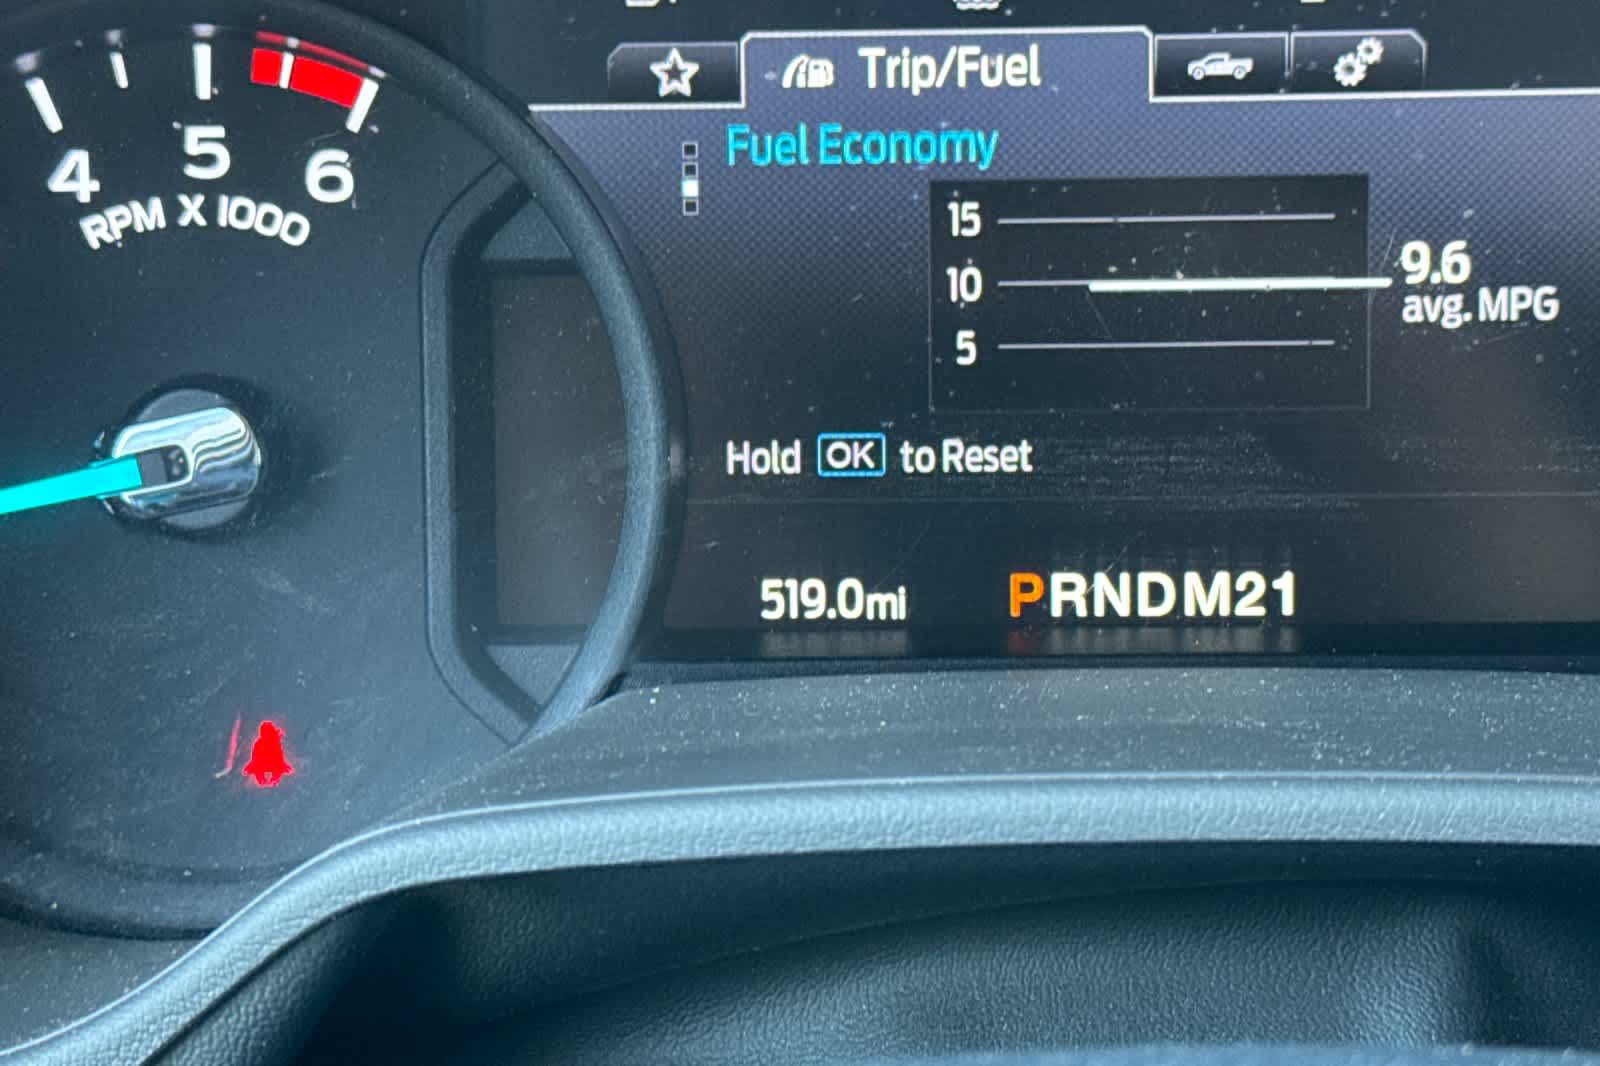 Trip/Fuel
Fuel Economy
15
10
5
9.6
avg. MPG
Hold OK to Reset
519.0mi
PRNDM21
4 5 6
RPM X 1000